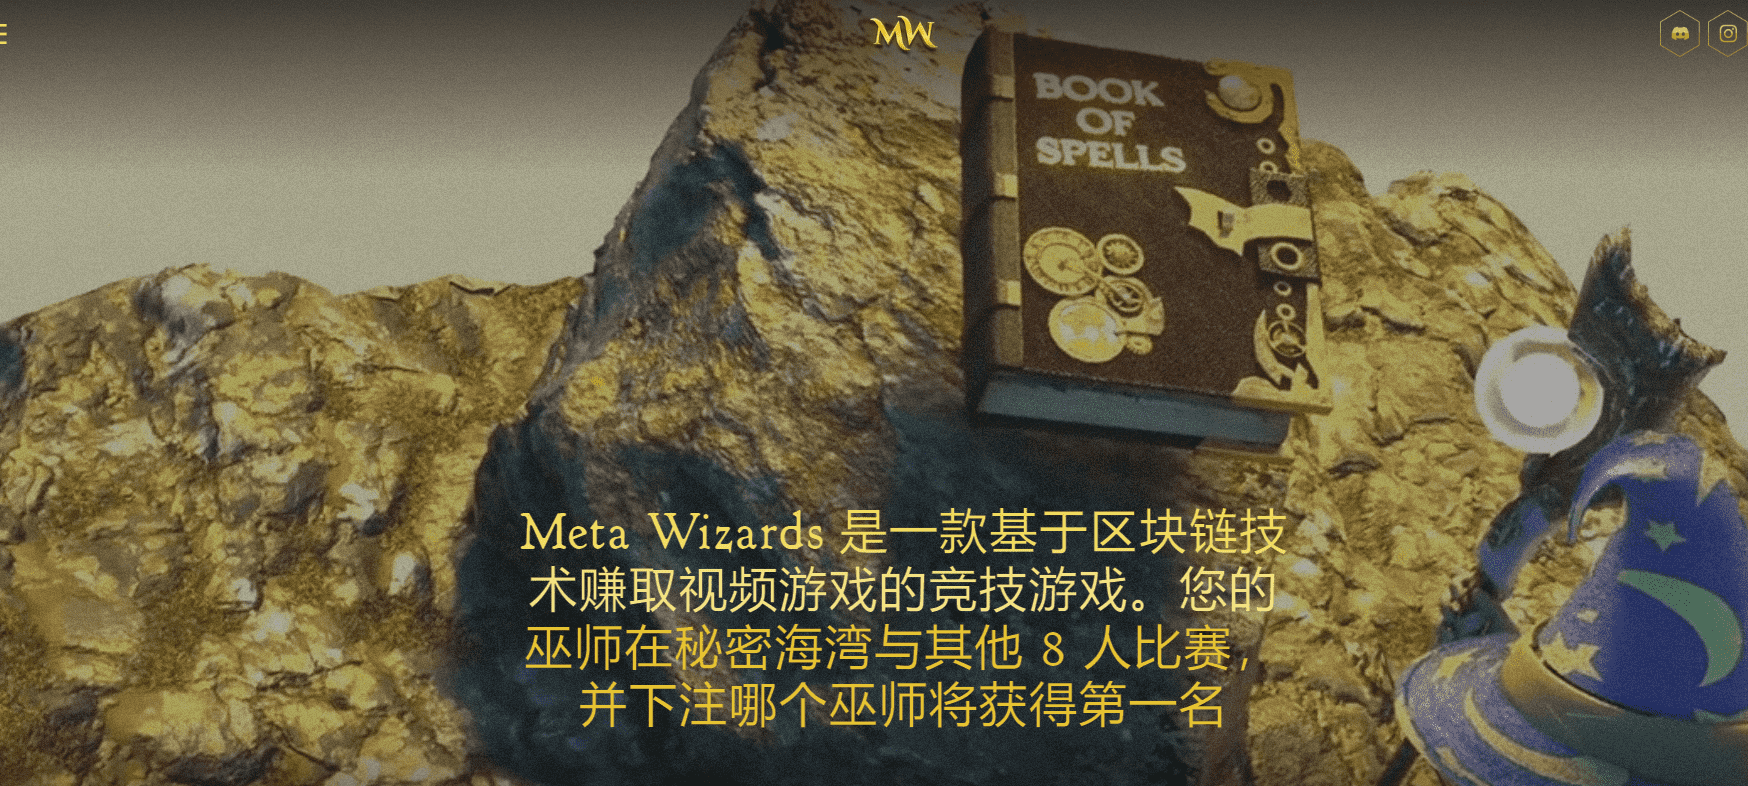 MW
BOOK
OF
SPELLS
Meta Wizards 是一款基于区块链技
术赚取视频游戏的竞技游戏。您的
巫师在秘密海湾与其他 8 人比赛，
并下注哪个巫师将获得第一名